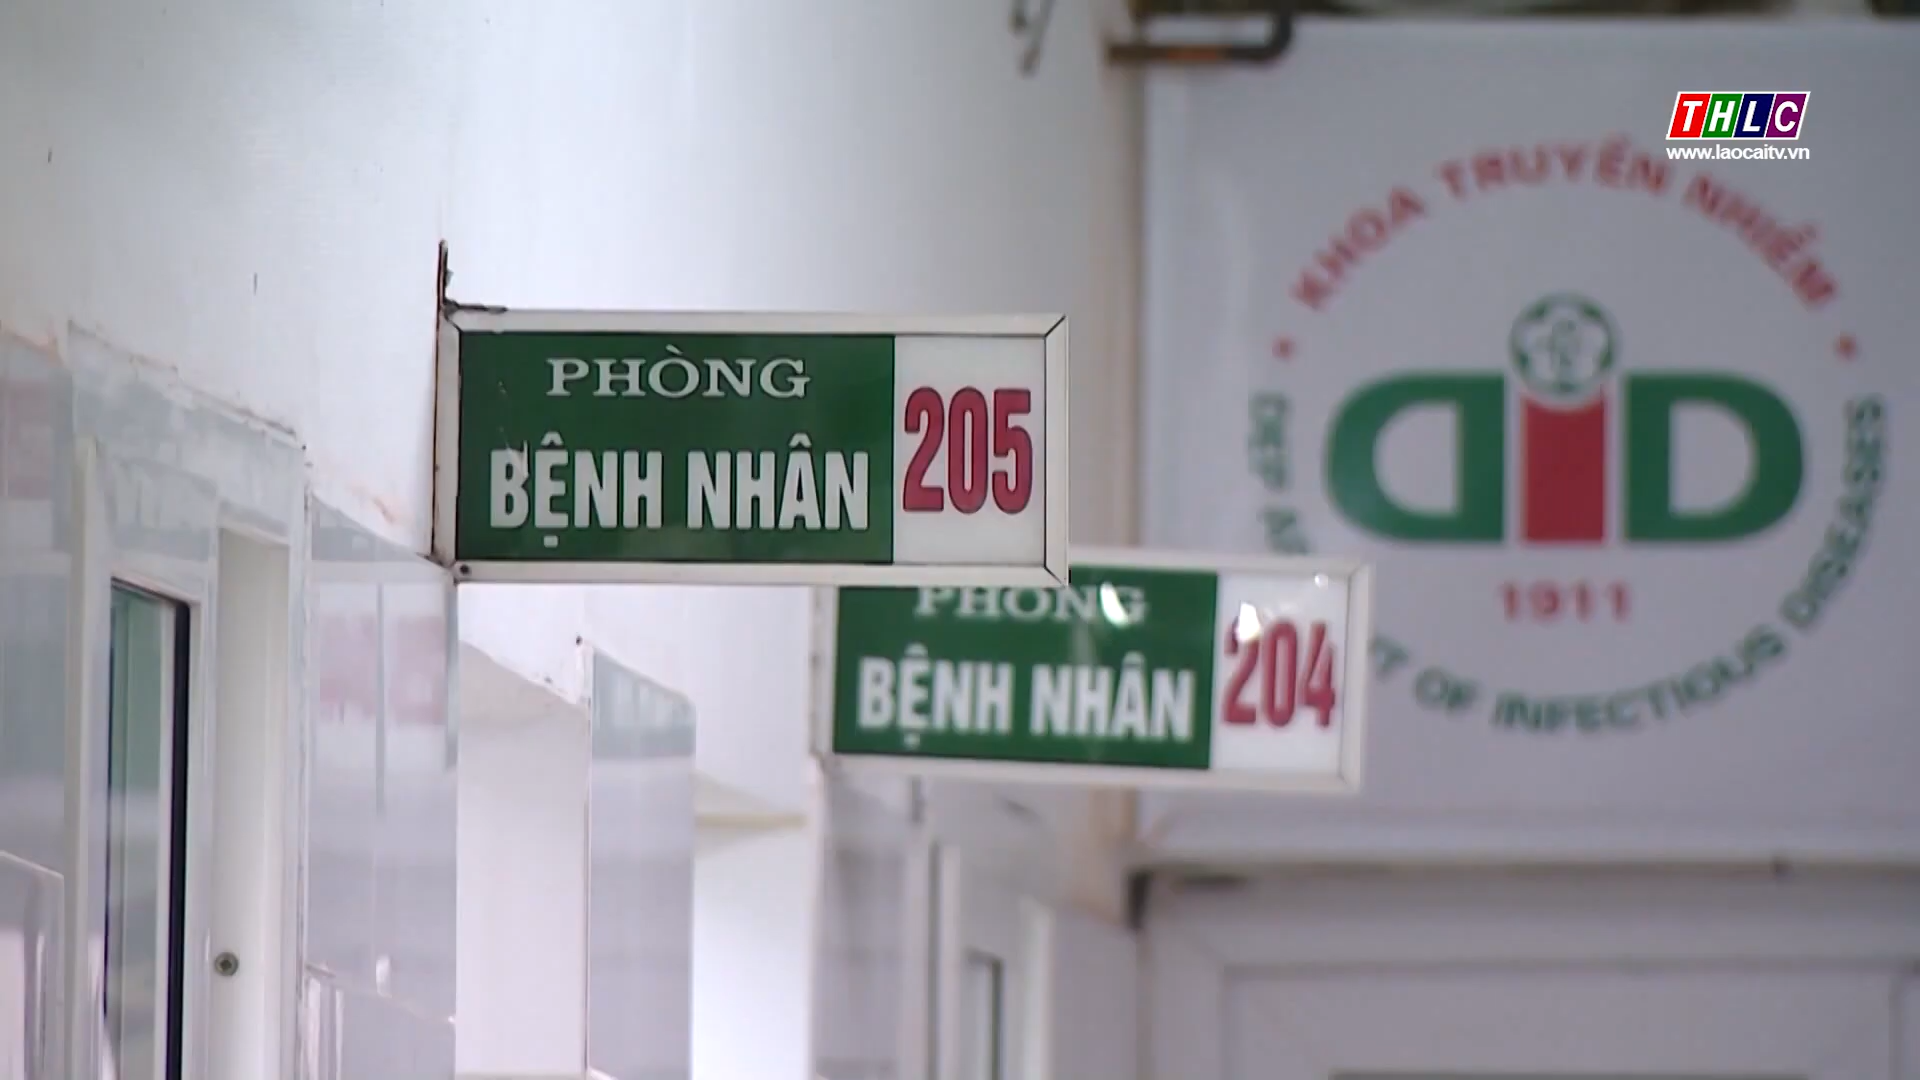 THLC
www.laocaitv.vn
PHÒNG
BỆNH NHÂN
205
PHÒNG
BỆNH NHÂN
204
KHOA TRUYỀN NHIỄM
DID
1911
OF INFECTIOUS DISEASES